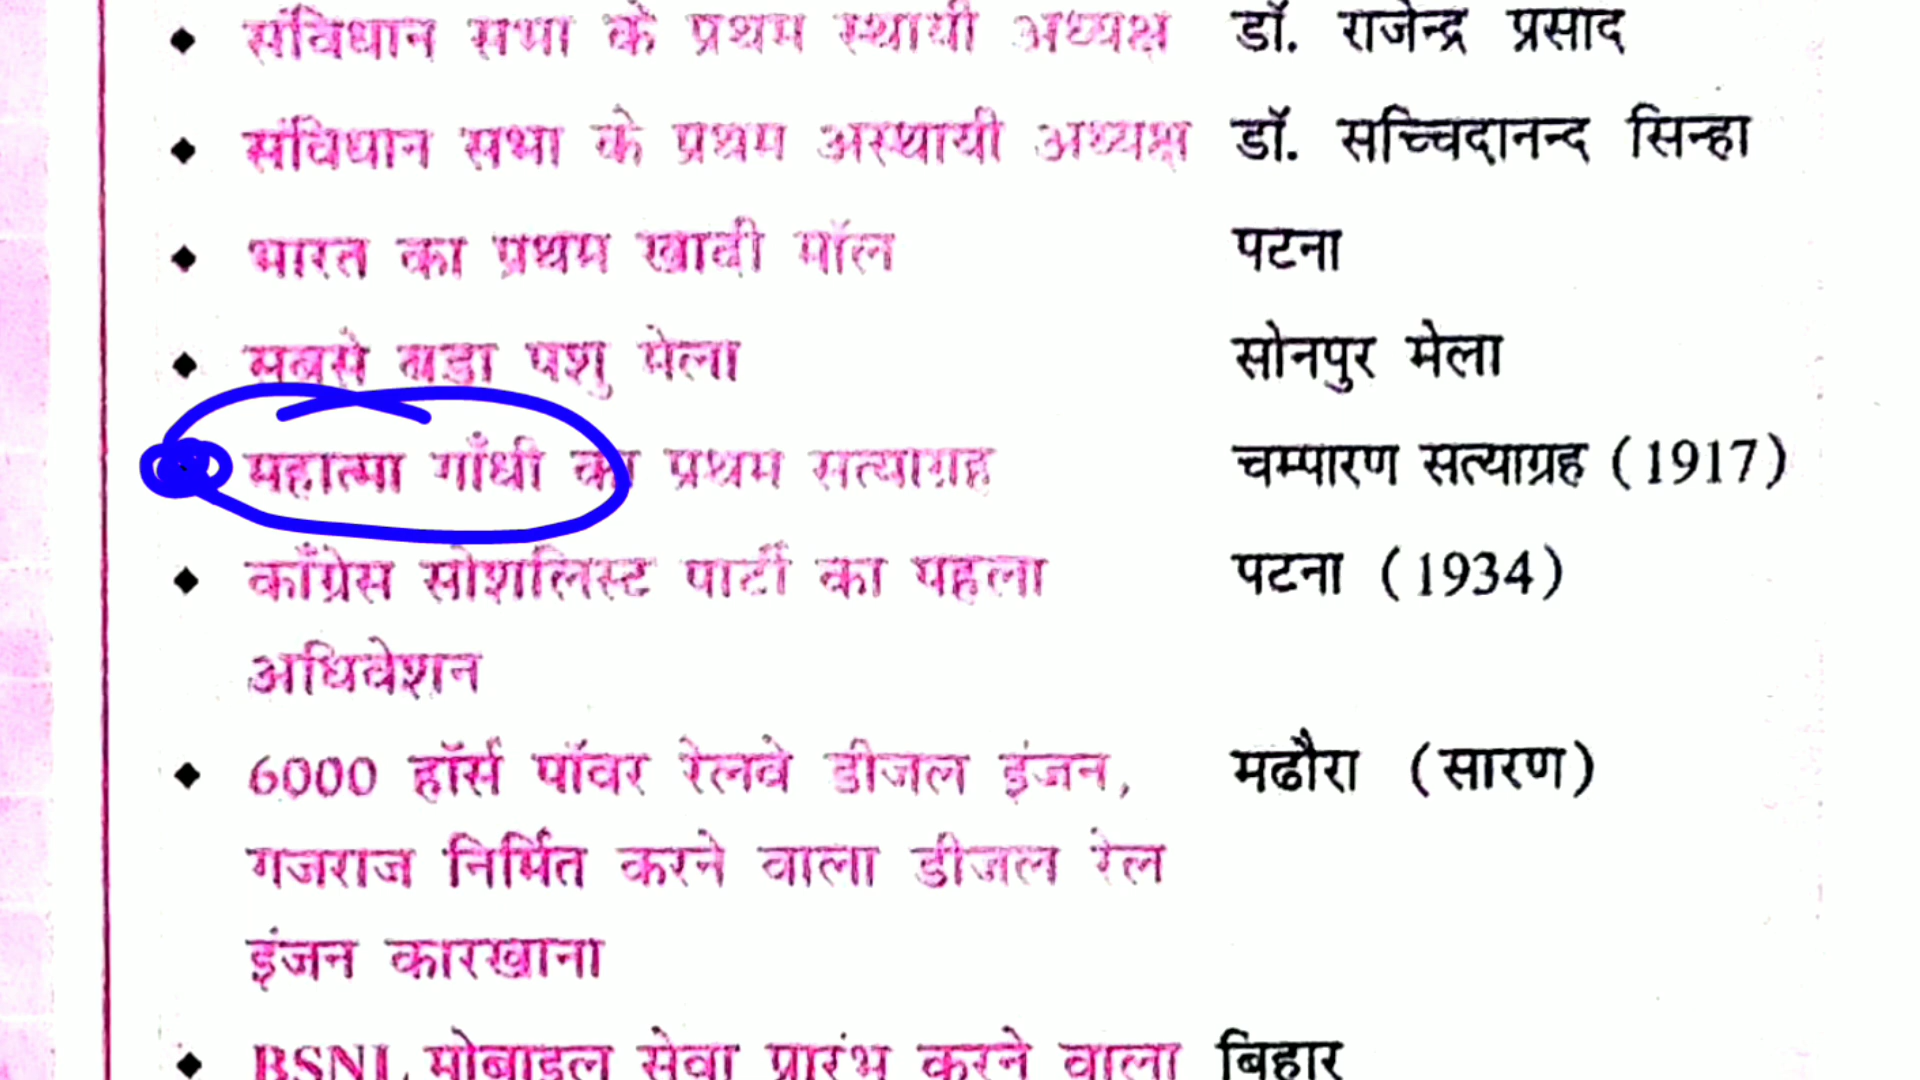 ◆ संविधान सभा के प्रथम स्थायी अध्यक्ष डॉ. राजेन्द्र प्रसाद
◆ संविधान सभा के प्रथम अस्थायी अध्यक्ष डॉ. सच्चिदानन्द सिन्हा
◆ भारत का प्रथम खादी मॉल पटना
◆ सबसे बड़ा पशु मेला सोनपुर मेला
महात्मा गाँधी का प्रथम सत्याग्रह चम्पारण सत्याग्रह (1917)
◆ काँग्रेस सोशलिस्ट पार्टी का पहला पटना (1934)
अधिवेशन
◆ 6000 हॉर्स पॉवर रेलवे डीजल इंजन, मढौरा (सारण)
गजराज निर्मित करने वाला डीजल रेल
इंजन कारखाना
◆ BSNL मोबाइल सेवा प्रारंभ करने वाला बिहार